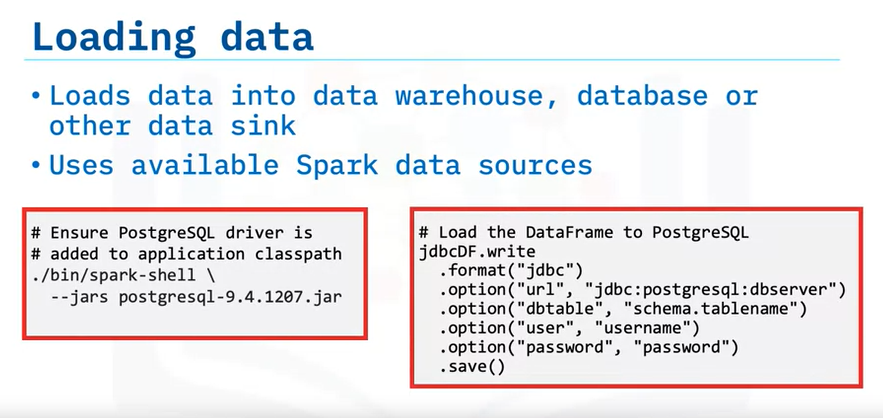 Loading data
• Loads data into data warehouse, database or
other data sink
• Uses available Spark data sources
# Ensure PostgreSQL driver is
# added to application classpath
./bin/spark-shell \
--jars postgresql-9.4.1207.jar
# Load the DataFrame to PostgreSQL
jdbcDF.write
.format("jdbc")
.option("url", "jdbc:postgresql:dbserver")
.option("dbtable", "schema.tablename")
.option("user", "username")
.option("password", "password")
.save()